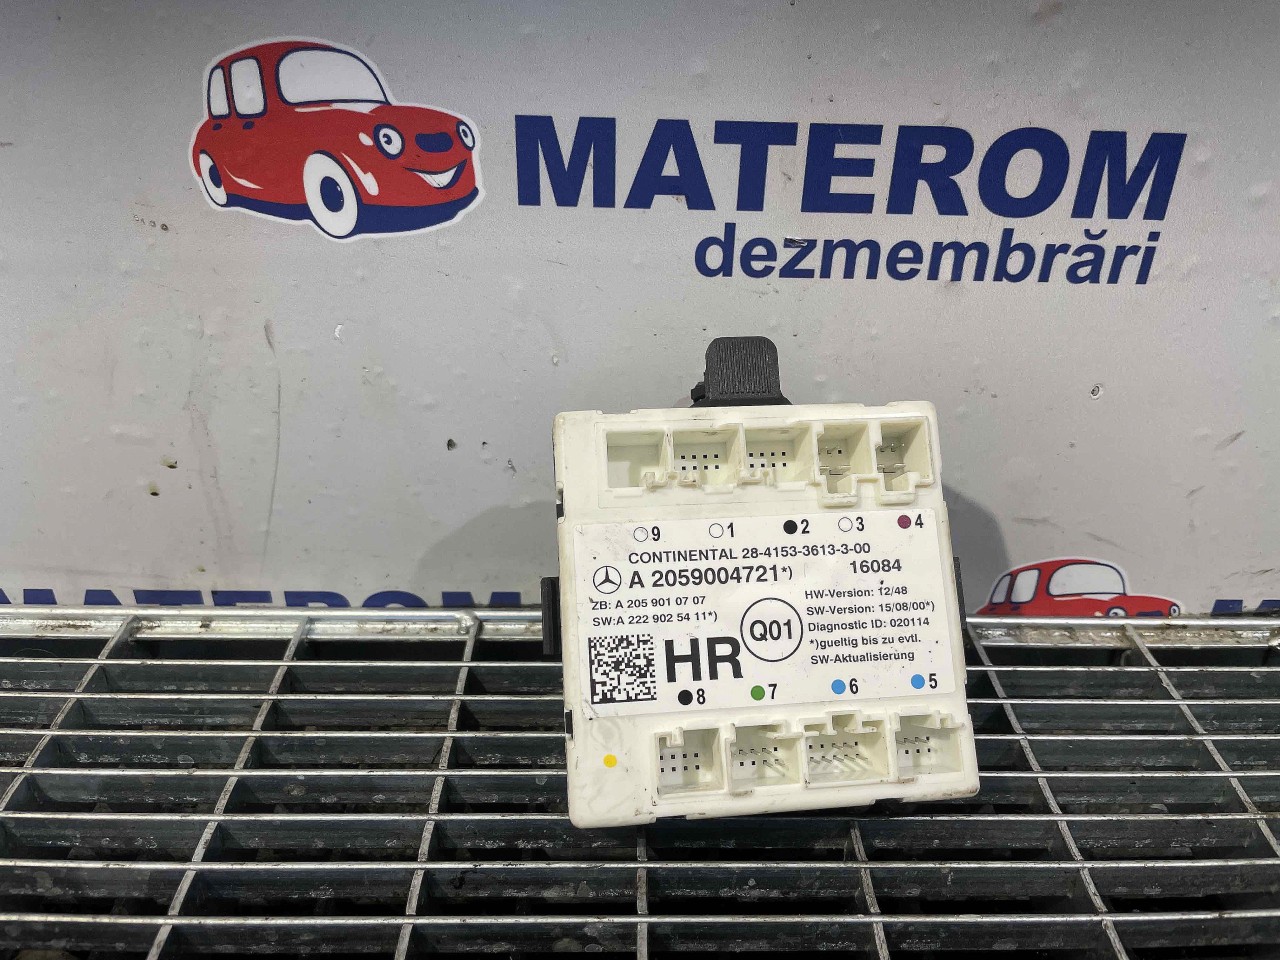 MATEROM
dezmembrări
9 1 2 3 4
CONTINENTAL 28-4153-3613-3-00
A 2059004721*) 16084
ZB: A 205 901 07 07
SW:A 222 902 54 11*)
HR
Q01
HW-Version: 12/48
SW-Version: 15/08/00*)
Diagnostic ID: 020114
*)gueltig bis zu evtl.
SW-Aktualisierung
8 7 6 5
MATEROM